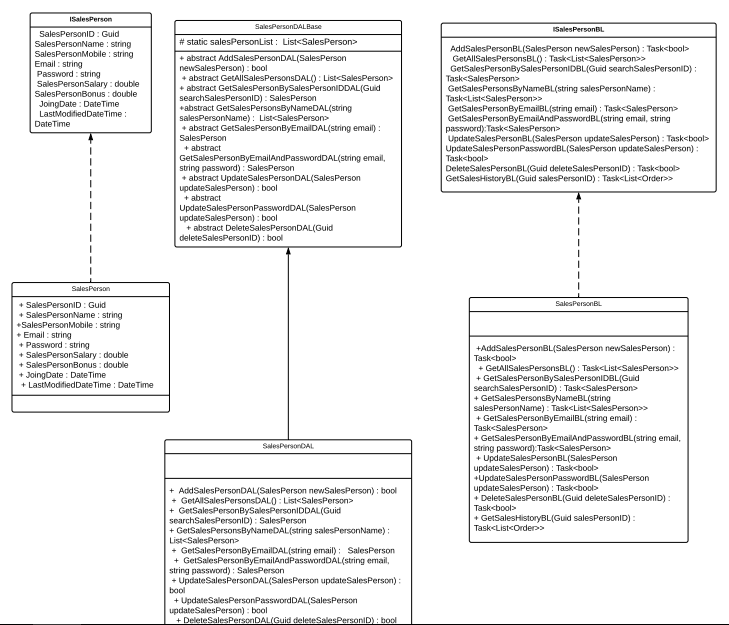 ISalesPerson
SalesPersonID : Guid
SalesPersonName : string
SalesPersonMobile : string
Email : string
Password : string
SalesPersonSalary : double
SalesPersonBonus : double
JoingDate : DateTime
LastModifiedDateTime :
DateTime
SalesPersonDALBase
# static salesPersonList : List<SalesPerson>
+ abstract AddSalesPersonDAL(SalesPerson
newSalesPerson) : bool
+ abstract GetAllSalesPersonsDAL() : List<SalesPerson>
+ abstract GetSalesPersonBySalesPersonIDDAL(Guid
searchSalesPersonID) : SalesPerson
+abstract GetSalesPersonsByNameDAL(string
salesPersonName) : List<SalesPerson>
+ abstract GetSalesPersonByEmailDAL(string email) :
SalesPerson
+ abstract
GetSalesPersonByEmailAndPasswordDAL(string email,
string password) : SalesPerson
+ abstract UpdateSalesPersonDAL(SalesPerson
updateSalesPerson) : bool
+ abstract
UpdateSalesPersonPasswordDAL(SalesPerson
updateSalesPerson) : bool
+ abstract DeleteSalesPersonDAL(Guid
deleteSalesPersonID) : bool
ISalesPersonBL
AddSalesPersonBL(SalesPerson newSalesPerson) : Task<bool>
GetAllSalesPersonsBL() : Task<List<SalesPerson>>
GetSalesPersonBySalesPersonIDBL(Guid searchSalesPersonID) :
Task<SalesPerson>
GetSalesPersonsByNameBL(string salesPersonName) :
Task<List<SalesPerson>>
GetSalesPersonByEmailBL(string email) : Task<SalesPerson>
GetSalesPersonByEmailAndPasswordBL(string email, string
password):Task<SalesPerson>
UpdateSalesPersonBL(SalesPerson updateSalesPerson) : Task<bool>
UpdateSalesPersonPasswordBL(SalesPerson updateSalesPerson) :
Task<bool>
DeleteSalesPersonBL(Guid deleteSalesPersonID) : Task<bool>
GetSalesHistoryBL(Guid salesPersonID) : Task<List<Order>>
SalesPerson
+ SalesPersonID : Guid
+ SalesPersonName : string
+SalesPersonMobile : string
+ Email : string
+ Password : string
+ SalesPersonSalary : double
+ SalesPersonBonus : double
+ JoingDate : DateTime
+ LastModifiedDateTime : DateTime
SalesPersonDAL
+ AddSalesPersonDAL(SalesPerson newSalesPerson) : bool
+ GetAllSalesPersonsDAL() : List<SalesPerson>
+ GetSalesPersonBySalesPersonIDDAL(Guid
searchSalesPersonID) : SalesPerson
+ GetSalesPersonsByNameDAL(string salesPersonName) :
List<SalesPerson>
+ GetSalesPersonByEmailDAL(string email) : SalesPerson
+ GetSalesPersonByEmailAndPasswordDAL(string email,
string password) : SalesPerson
+ UpdateSalesPersonDAL(SalesPerson updateSalesPerson) :
bool
+ UpdateSalesPersonPasswordDAL(SalesPerson
updateSalesPerson) : bool
+ DeleteSalesPersonDAL(Guid deleteSalesPersonID) : bool
SalesPersonBL
+AddSalesPersonBL(SalesPerson newSalesPerson) :
Task<bool>
+ GetAllSalesPersonsBL() : Task<List<SalesPerson>>
+ GetSalesPersonBySalesPersonIDBL(Guid
searchSalesPersonID) : Task<SalesPerson>
+ GetSalesPersonsByNameBL(string
salesPersonName) : Task<List<SalesPerson>>
+ GetSalesPersonByEmailBL(string email) :
Task<SalesPerson>
+ GetSalesPersonByEmailAndPasswordBL(string email,
string password):Task<SalesPerson>
+ UpdateSalesPersonBL(SalesPerson
updateSalesPerson) : Task<bool>
+UpdateSalesPersonPasswordBL(SalesPerson
updateSalesPerson) : Task<bool>
+ DeleteSalesPersonBL(Guid deleteSalesPersonID) :
Task<bool>
+ GetSalesHistoryBL(Guid salesPersonID) :
Task<List<Order>>